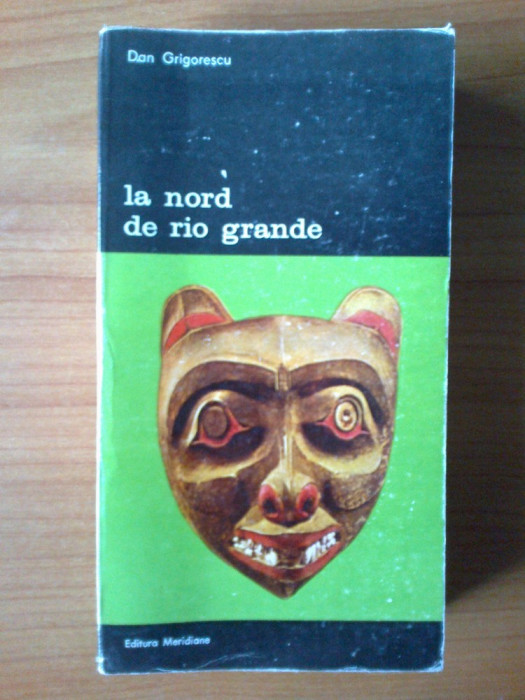 Dan Grigorescu
la nord
de rio grande
Editura Meridiane